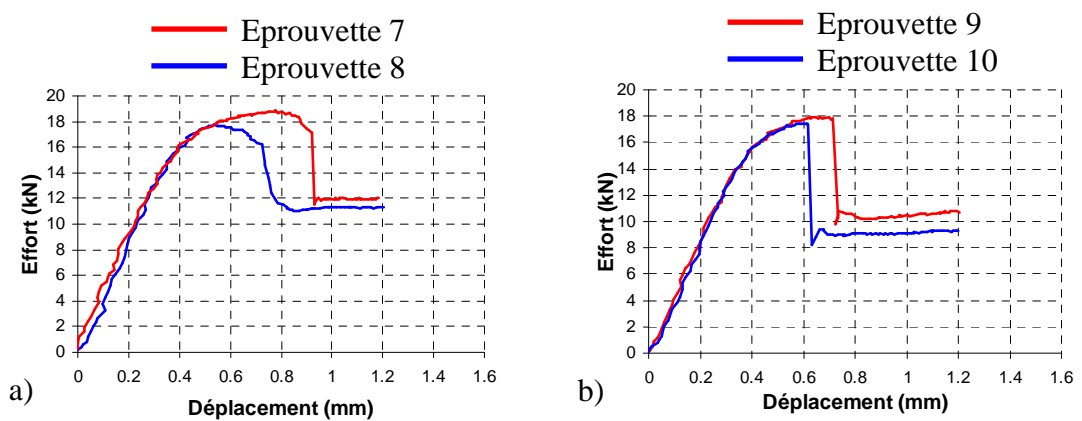 Eprouvette 7
Eprouvette 8
20
18
16
14
12
10
8
6
4
2
0
Effort (kN)
0 0.2 0.4 0.6 0.8 1 1.2 1.4 1.6
Déplacement (mm)
a)
Eprouvette 9
Eprouvette 10
20
18
16
14
12
10
8
6
4
2
0
Effort (kN)
0 0.2 0.4 0.6 0.8 1 1.2 1.4 1.6
Déplacement (mm)
b)